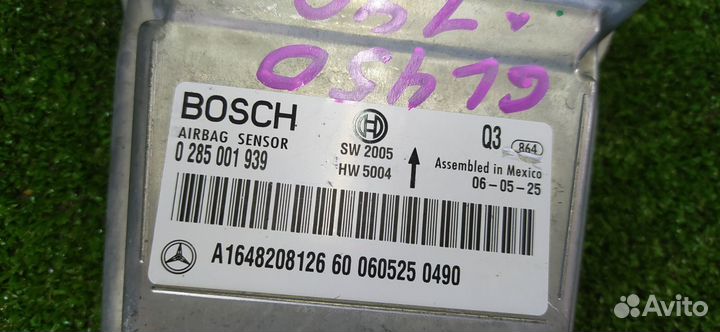 GL450
BOSCH
AIRBAG SENSOR
0 285 001 939
SW 2005
HW 5004
Q3 864
Assembled in Mexico
06-05-25
A1648208126 60 060525 0490
Avito